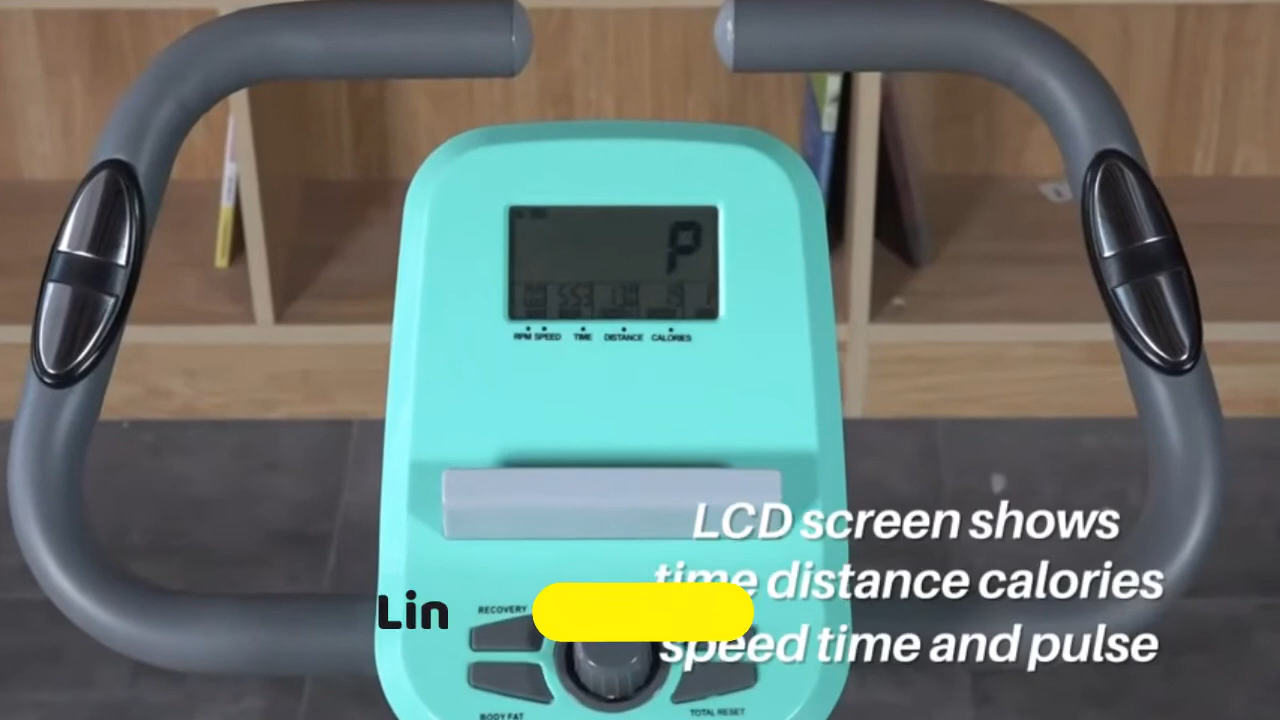 P
RPM SPEED TIME DISTANCE CALORIES
LCD screen shows
time distance calories
speed time and pulse
Lin
RECOVERY
BODY FAT
TOTAL RESET